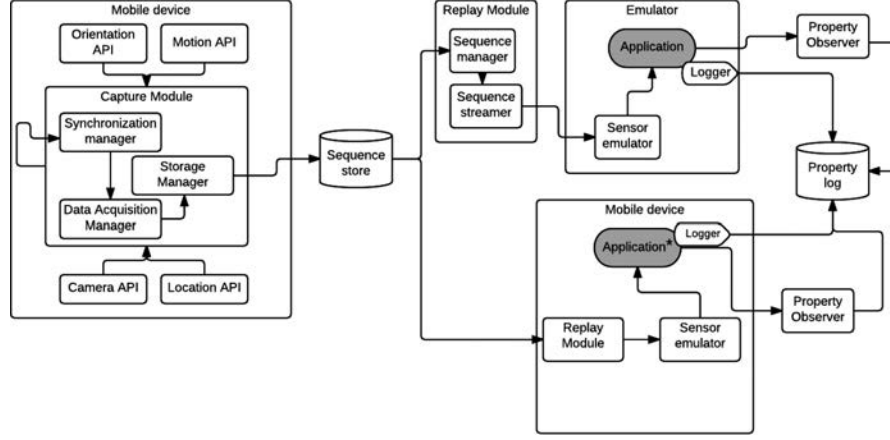 Mobile device
Orientation
API
Motion API
Capture Module
Synchronization
manager
Storage
Manager
Data Acquisition
Manager
Camera API
Location API
Sequence
store
Replay Module
Sequence
manager
Sequence
streamer
Emulator
Application
Logger
Sensor
emulator
Property
Observer
Property
log
Mobile device
Application*
Logger
Replay
Module
Sensor
emulator
Property
Observer